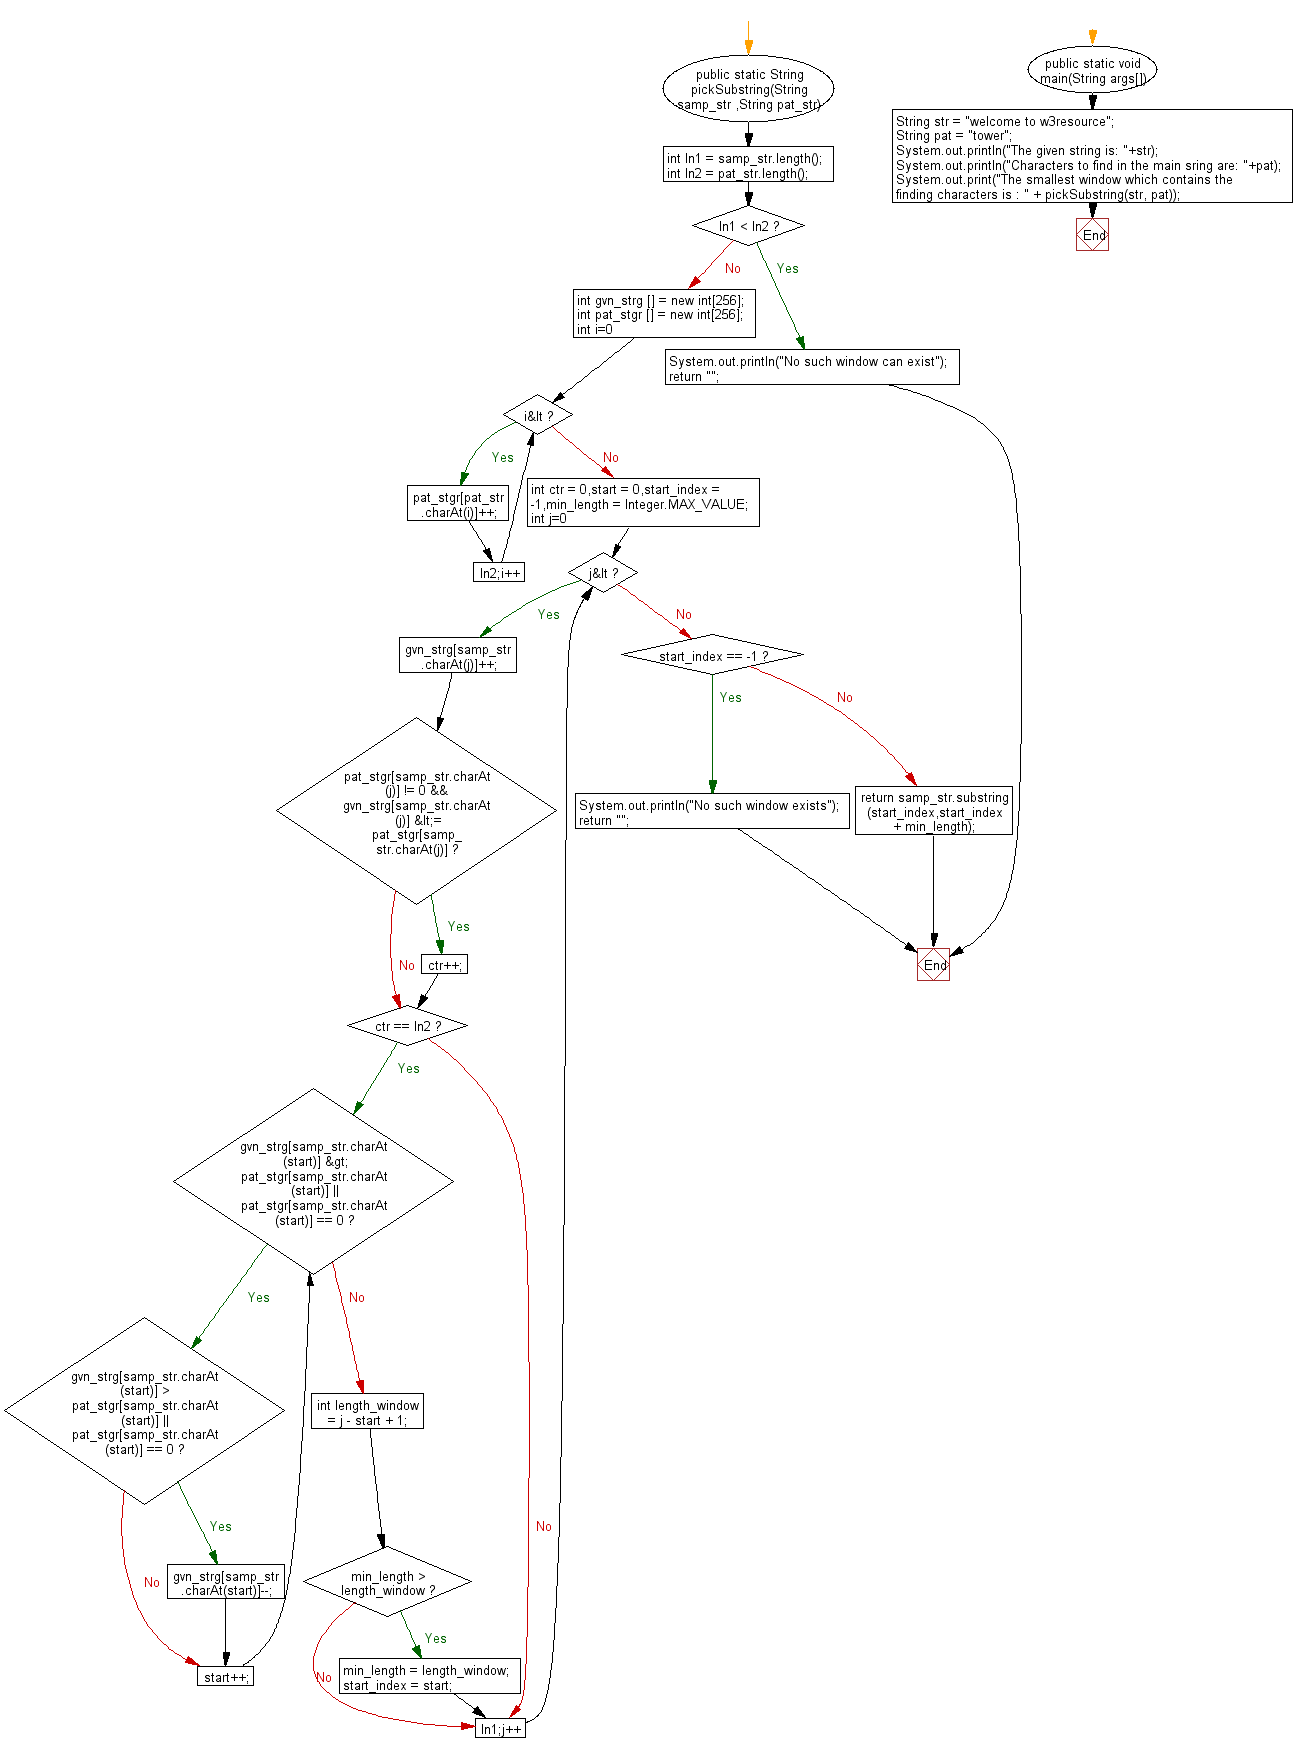 public static String
pickSubstring(String
samp_str ,String pat_str)
int ln1 = samp_str.length();
int ln2 = pat_str.length();
ln1 < ln2 ?
No
Yes
int gvn_strg [] = new int[256];
int pat_stgr [] = new int[256];
int i=0
System.out.println("No such window can exist");
return "";
i&lt ?
Yes
No
pat_stgr[pat_str
.charAt(i)]++;
ln2;i++
int ctr = 0,start = 0,start_index =
-1,min_length = Integer.MAX_VALUE;
int j=0
j&lt ?
Yes
No
gvn_strg[samp_str
.charAt(j)]++;
start_index == -1 ?
Yes
No
System.out.println("No such window exists");
return "";
return samp_str.substring
(start_index,start_index
+ min_length);
End
pat_stgr[samp_str.charAt
(j)] != 0 &&
gvn_strg[samp_str.charAt
(j)] &lt;=
pat_stgr[samp_
str.charAt(j)] ?
Yes
No
ctr++;
ctr == ln2 ?
Yes
No
gvn_strg[samp_str.charAt
(start)] &gt;
pat_stgr[samp_str.charAt
(start)] ||
pat_stgr[samp_str.charAt
(start)] == 0 ?
Yes
No
gvn_strg[samp_str.charAt
(start)] >
pat_stgr[samp_str.charAt
(start)] ||
pat_stgr[samp_str.charAt
(start)] == 0 ?
Yes
No
gvn_strg[samp_str
.charAt(start)]--;
start++;
int length_window
= j - start + 1;
min_length >
length_window ?
Yes
No
min_length = length_window;
start_index = start;
ln1;j++
public static void
main(String args[])
String str = "welcome to w3resource";
String pat = "tower";
System.out.println("The given string is: "+str);
System.out.println("Characters to find in the main sring are: "+pat);
System.out.print("The smallest window which contains the
finding characters is : " + pickSubstring(str, pat));
End